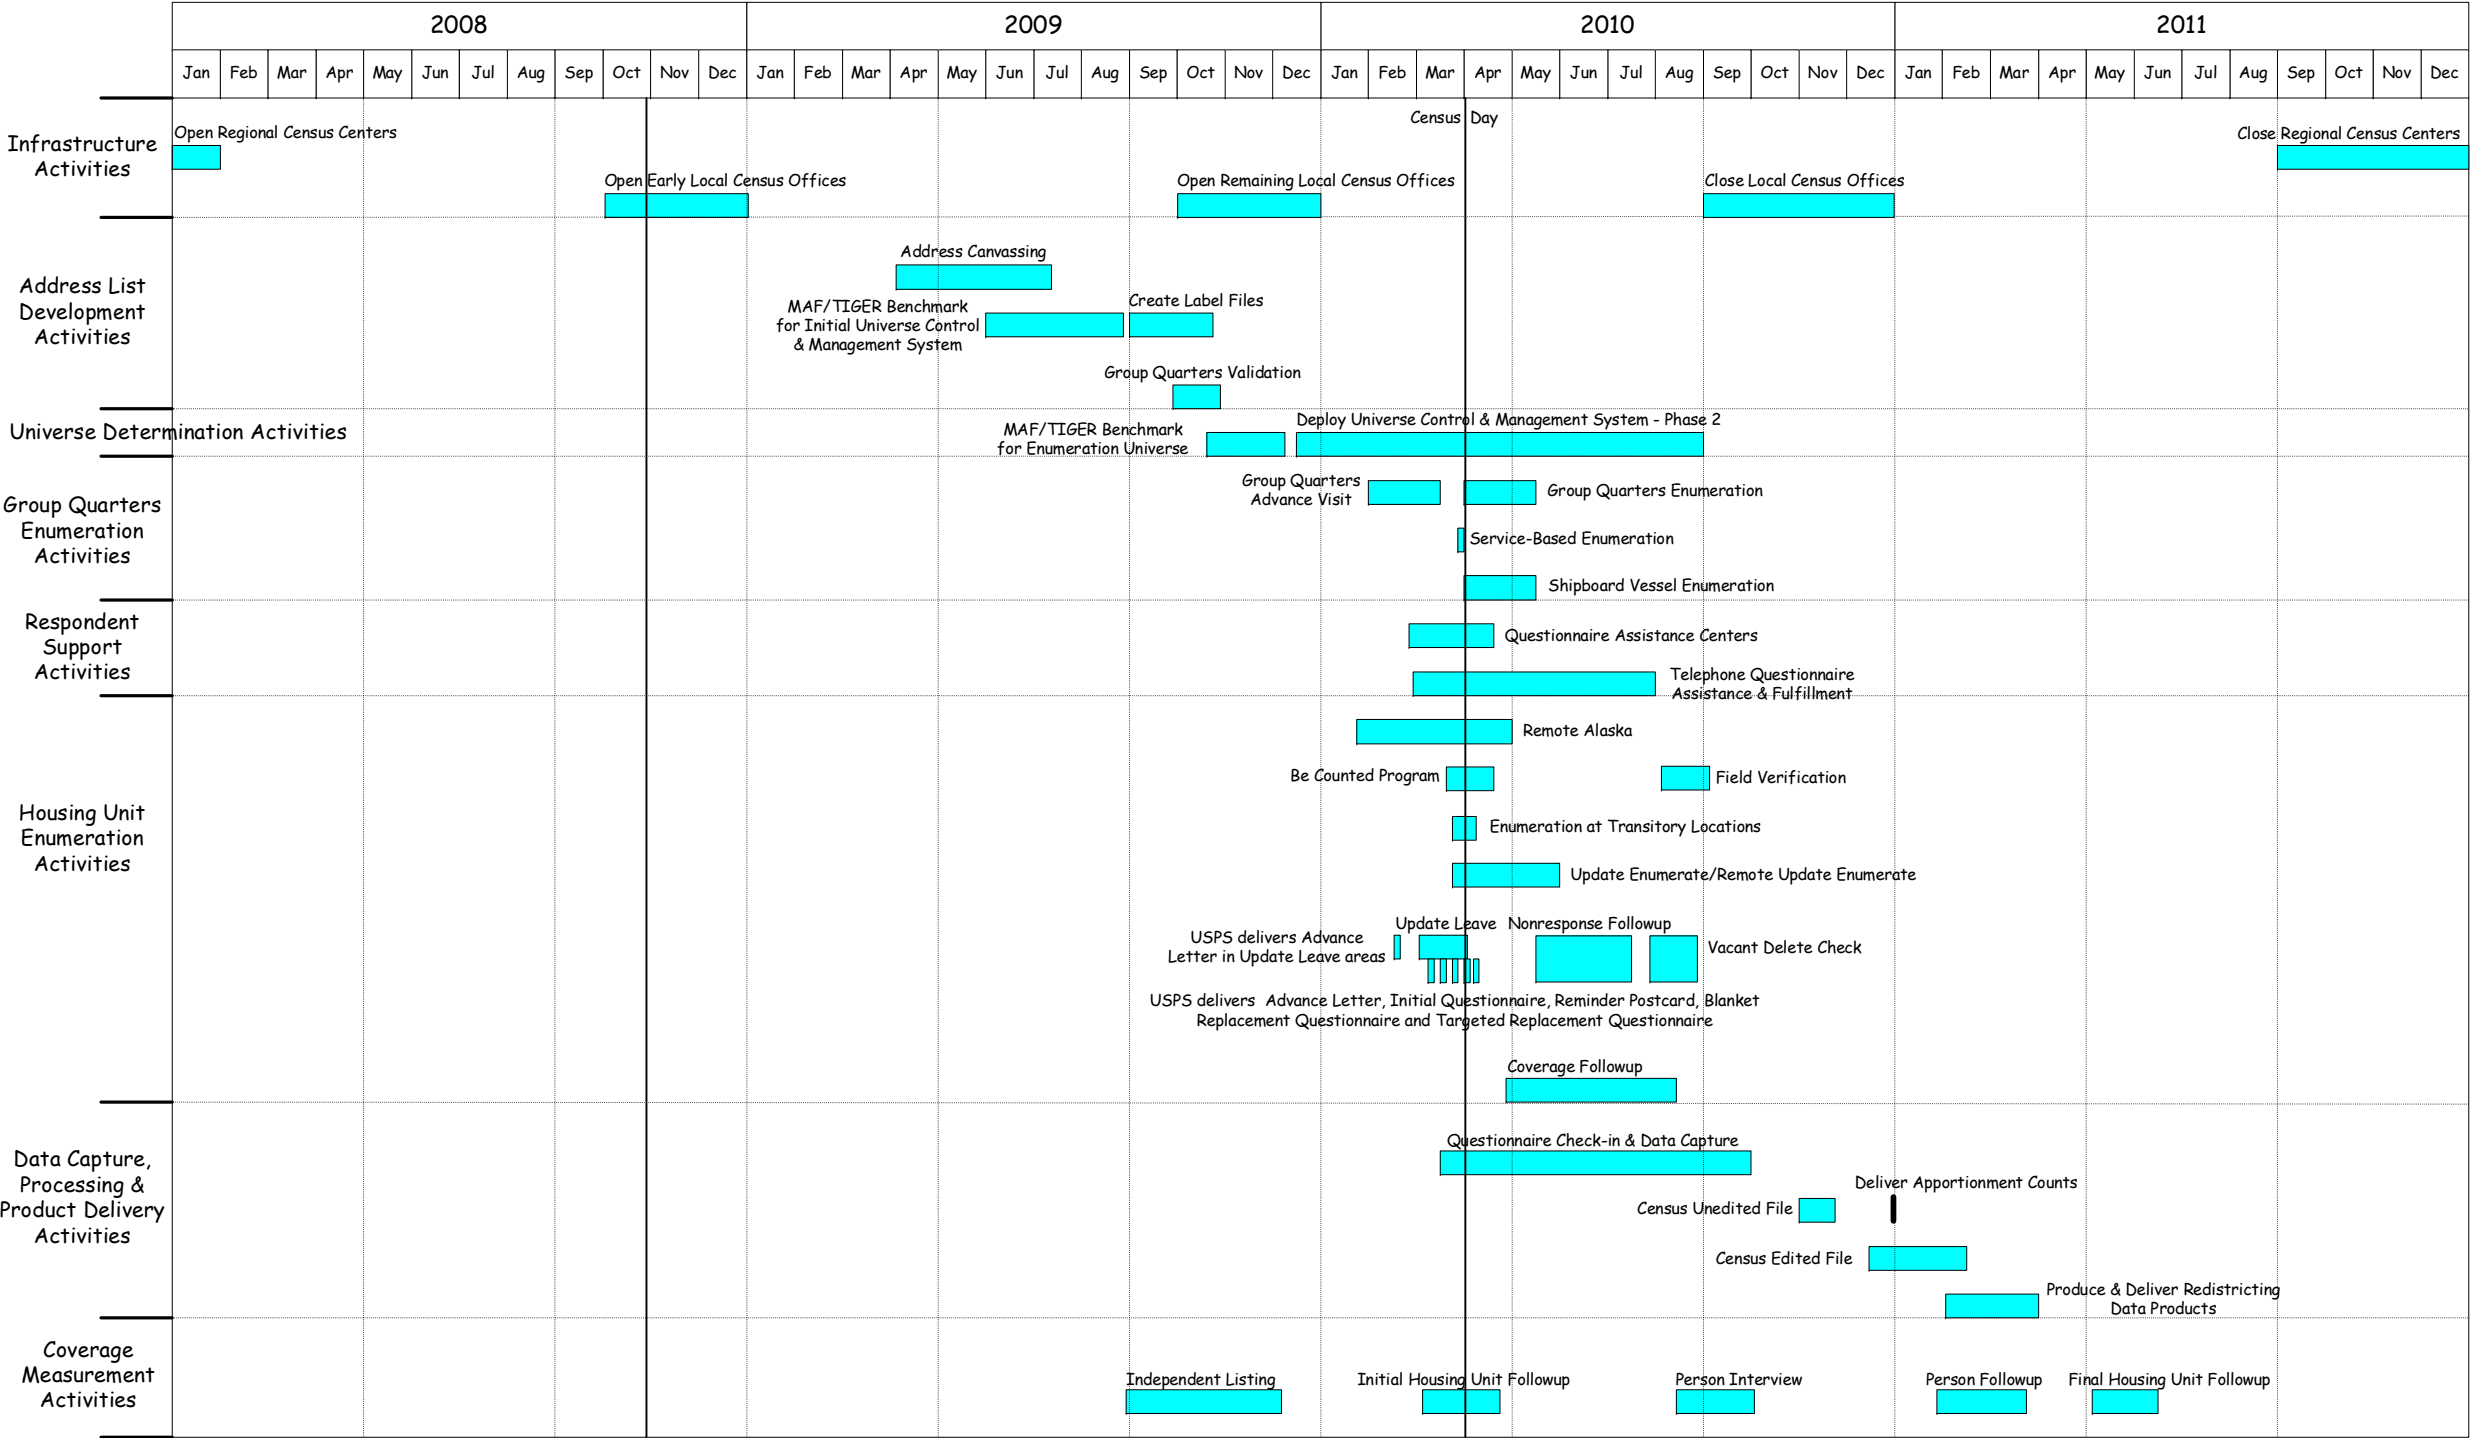 2008 2009 2010 2011
Jan Feb Mar Apr May Jun Jul Aug Sep Oct Nov Dec Jan Feb Mar Apr May Jun Jul Aug Sep Oct Nov Dec Jan Feb Mar Apr May Jun Jul Aug Sep Oct Nov Dec Jan Feb Mar Apr May Jun Jul Aug Sep Oct Nov Dec
Census Day
Infrastructure
Activities
Open Regional Census Centers
Close Regional Census Centers
Open Early Local Census Offices
Open Remaining Local Census Offices
Close Local Census Offices
Address List
Development
Activities
Address Canvassing
MAF/TIGER Benchmark
for Initial Universe Control
& Management System
Create Label Files
Group Quarters Validation
Universe Determination Activities
MAF/TIGER Benchmark
for Enumeration Universe
Deploy Universe Control & Management System - Phase 2
Group Quarters
Enumeration
Activities
Group Quarters
Advance Visit
Group Quarters Enumeration
Service-Based Enumeration
Shipboard Vessel Enumeration
Respondent
Support
Activities
Questionnaire Assistance Centers
Telephone Questionnaire
Assistance & Fulfillment
Housing Unit
Enumeration
Activities
Remote Alaska
Be Counted Program
Field Verification
Enumeration at Transitory Locations
Update Enumerate/Remote Update Enumerate
USPS delivers Advance
Letter in Update Leave areas
Update Leave
Nonresponse Followup
Vacant Delete Check
USPS delivers Advance Letter, Initial Questionnaire, Reminder Postcard, Blanket
Replacement Questionnaire and Targeted Replacement Questionnaire
Coverage Followup
Data Capture,
Processing &
Product Delivery
Activities
Questionnaire Check-in & Data Capture
Deliver Apportionment Counts
Census Unedited File
Census Edited File
Produce & Deliver Redistricting
Data Products
Coverage
Measurement
Activities
Independent Listing
Initial Housing Unit Followup
Person Interview
Person Followup
Final Housing Unit Followup